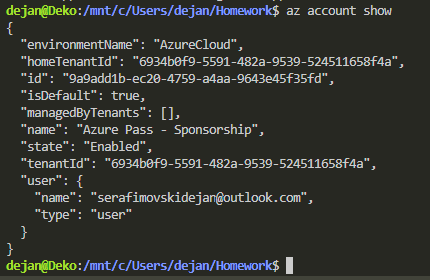 dejan@Deko:/mnt/c/Users/dejan/Homework$ az account show
{
  "environmentName": "AzureCloud",
  "homeTenantId": "6934b0f9-5591-482a-9539-524511658f4a",
  "id": "9a9add1b-ec20-4759-a4aa-9643e45f35fd",
  "isDefault": true,
  "managedByTenants": [],
  "name": "Azure Pass - Sponsorship",
  "state": "Enabled",
  "tenantId": "6934b0f9-5591-482a-9539-524511658f4a",
  "user": {
    "name": "serafimovskidejan@outlook.com",
    "type": "user"
  }
}
dejan@Deko:/mnt/c/Users/dejan/Homework$